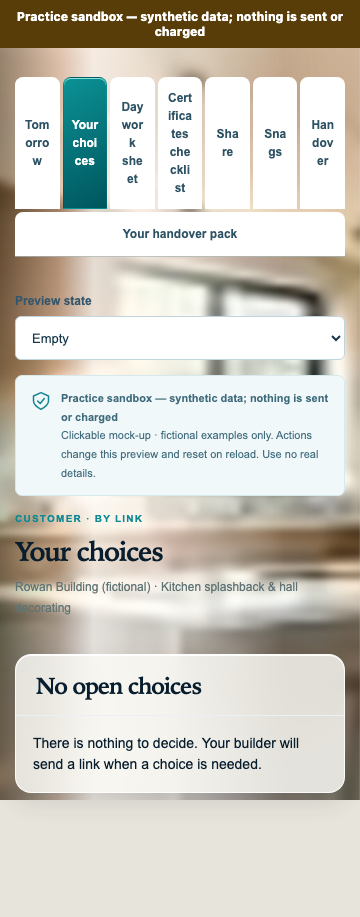 Practice sandbox — synthetic data; nothing is sent or
charged
Tom
orro
w
Your
choi
ces
Day
wor
k
she
et
Cert
ifica
tes
che
ckli
st
Sha
re
Sna
gs
Han
dov
er
Your handover pack
Preview state
Empty
Practice sandbox — synthetic data; nothing is sent
or charged
Clickable mock-up · fictional examples only. Actions
change this preview and reset on reload. Use no real
details.
CUSTOMER · BY LINK
Your choices
Rowan Building (fictional) · Kitchen splashback & hall
decorating
No open choices
There is nothing to decide. Your builder will
send a link when a choice is needed.